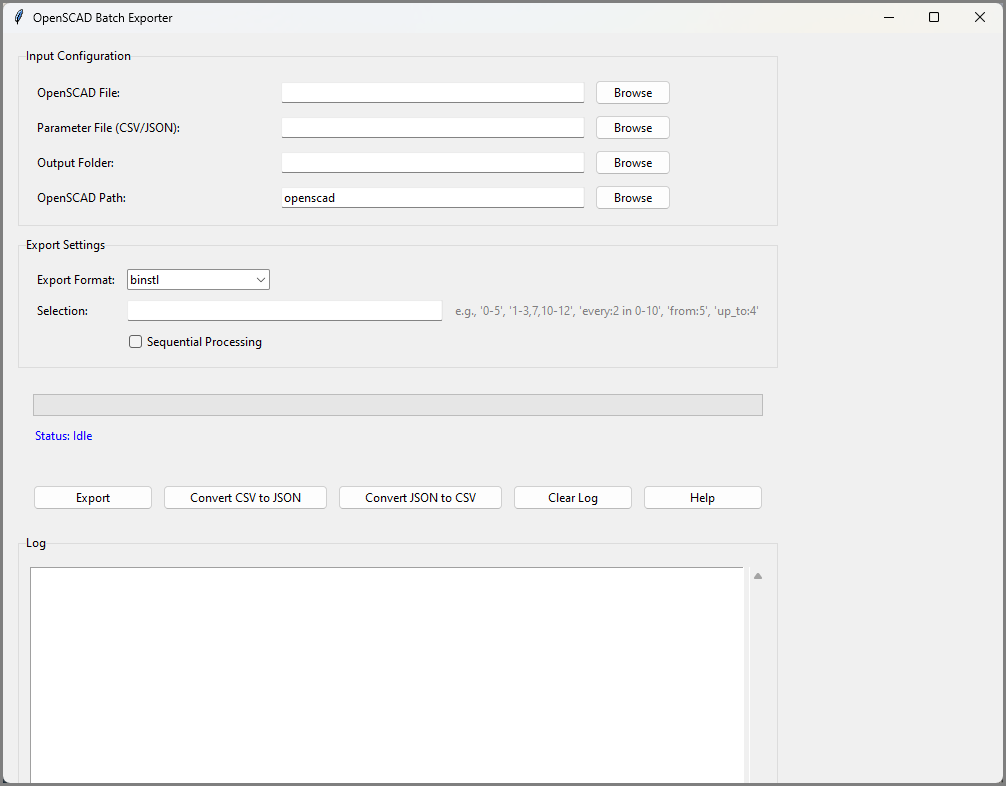 OpenSCAD Batch Exporter
Input Configuration
OpenSCAD File: Browse
Parameter File (CSV/JSON): Browse
Output Folder: Browse
OpenSCAD Path: openscad Browse
Export Settings
Export Format: binstl
Selection: e.g., '0-5', '1-3,7,10-12', 'every:2 in 0-10', 'from:5', 'up_to:4'
Sequential Processing
Status: Idle
Export Convert CSV to JSON Convert JSON to CSV Clear Log Help
Log